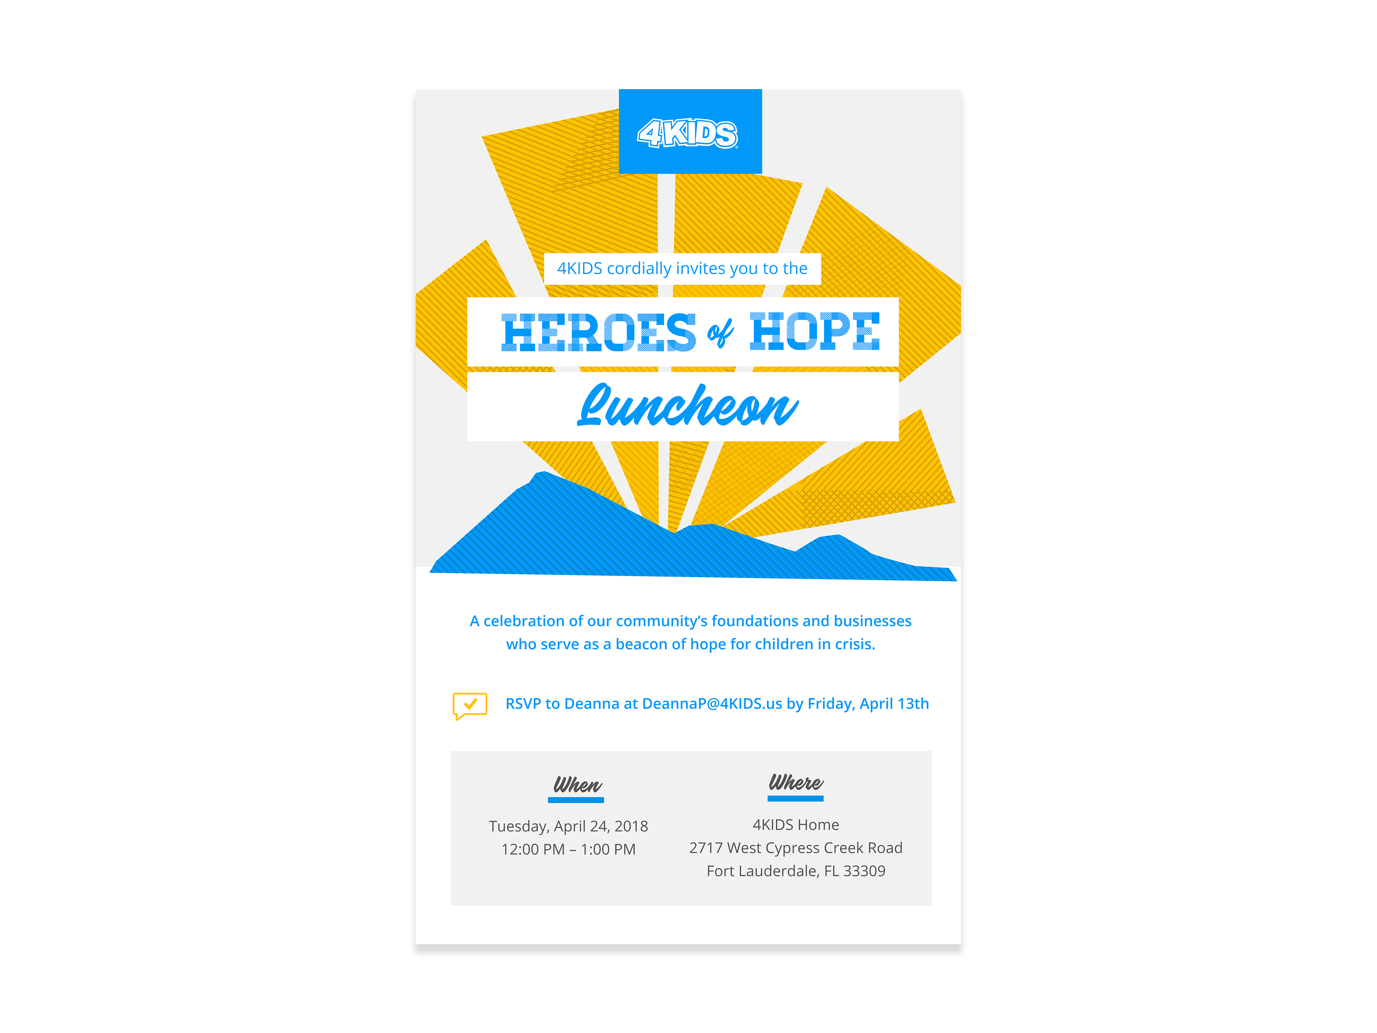 4KIDS
4KIDS cordially invites you to the
HEROES of HOPE
Luncheon
A celebration of our community’s foundations and businesses
who serve as a beacon of hope for children in crisis.
RSVP to Deanna at DeannaP@4KIDS.us by Friday, April 13th
When
Tuesday, April 24, 2018
12:00 PM – 1:00 PM
Where
4KIDS Home
2717 West Cypress Creek Road
Fort Lauderdale, FL 33309